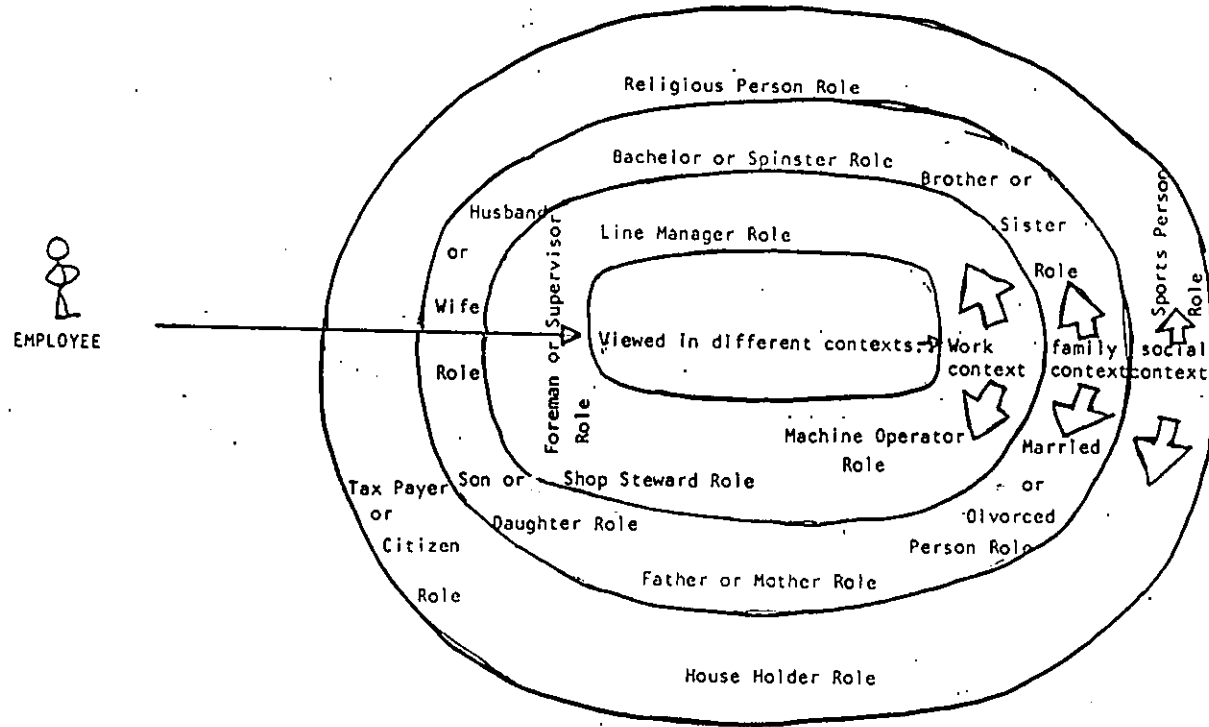 Religious Person Role
Bachelor or Spinster Role
Brother or
Sister
Role
Husband
or
Wife
Role
Line Manager Role
Foreman or Supervisor
Role
Sports Person
Role
EMPLOYEE
Viewed in different contexts..
Work
context
family
context
social
context
Machine Operator
Role
Married
or
Divorced
Person Role
Shop Steward Role
Son or
Daughter Role
Tax Payer
or
Citizen
Role
Father or Mother Role
House Holder Role